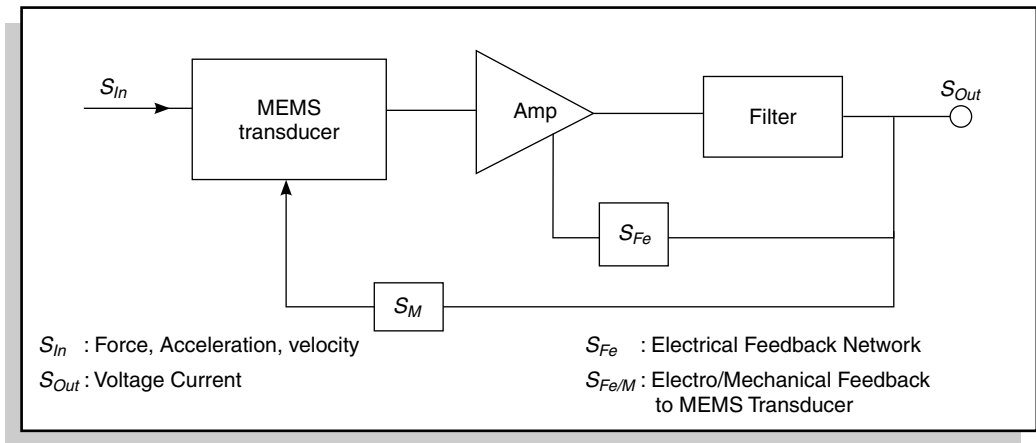 S_In
MEMS
transducer
Amp
Filter
S_Out
S_Fe
S_M
S_In : Force, Acceleration, velocity
S_Out : Voltage Current
S_Fe : Electrical Feedback Network
S_Fe/M : Electro/Mechanical Feedback
to MEMS Transducer